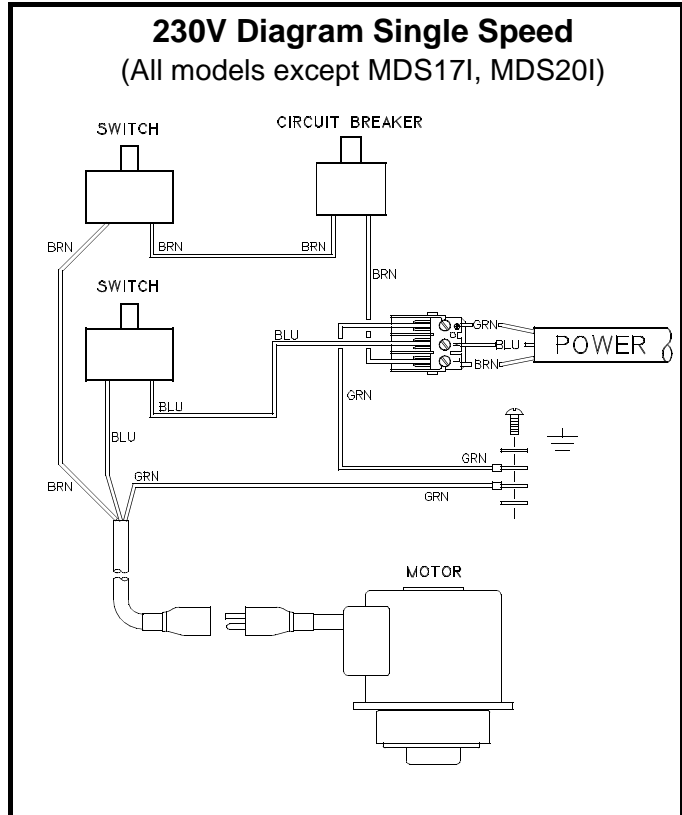 230V Diagram Single Speed
(All models except MDS17I, MDS20I)
SWITCH
CIRCUIT BREAKER
BRN
BRN
BRN
BRN
SWITCH
BLU
GRN
BLU
BRN
POWER
GRN
BLU
BLU
GRN
BRN
GRN
GRN
MOTOR